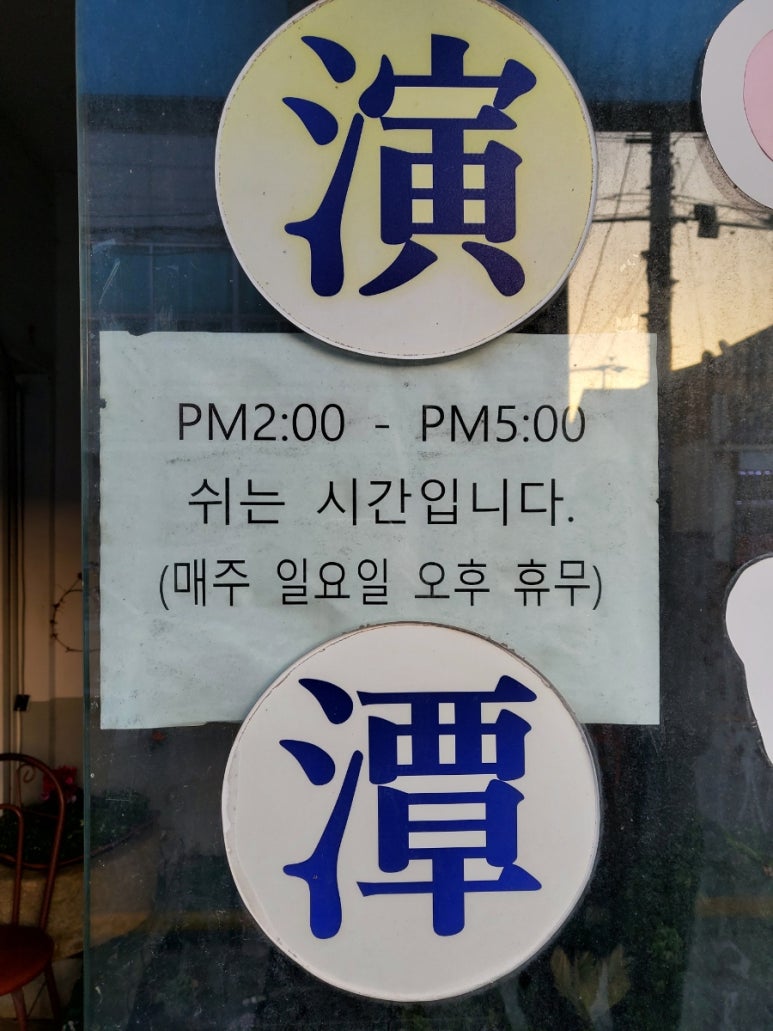 演
PM2:00 - PM5:00
쉬는 시간입니다.
(매주 일요일 오후 휴무)
潭